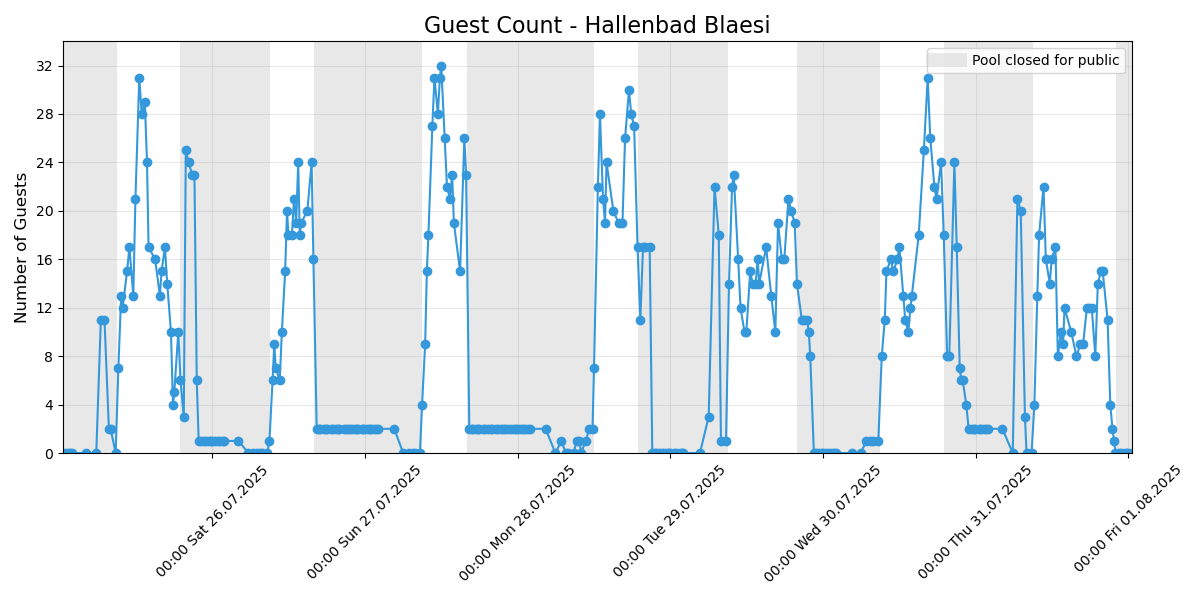 Guest Count - Hallenbad Blaesi
Pool closed for public
Number of Guests
32
28
24
20
16
12
8
4
0
00:00 Sat 26.07.2025
00:00 Sun 27.07.2025
00:00 Mon 28.07.2025
00:00 Tue 29.07.2025
00:00 Wed 30.07.2025
00:00 Thu 31.07.2025
00:00 Fri 01.08.2025